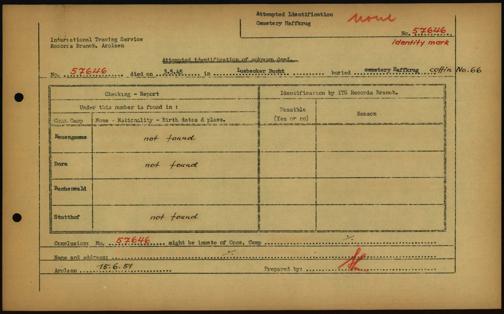 Attempted Identification
Cemetery Haffkrug
None
No. 57646
identity mark
International Tracing Service
Records Branch, Arolsen
Attempted identification of unknown dead.
No. 57646 died on 3.5.45 in Luebecker Bucht buried cemetery Haffkrug coffin No. 66
Checking - Report
Identification by ITS Records Branch.
Under this number is found in :
Possible
(Yes or no)
Reason
Conc. Camp
Name - Nationality - Birth dates & place.
Neuengamme
not found
Dora
not found
Buchenwald
Stutthof
not found
Conclusion: No. 57646 might be inmate of Conc. Camp
Name and address:
Arolsen 15.6.51
Prepared by: